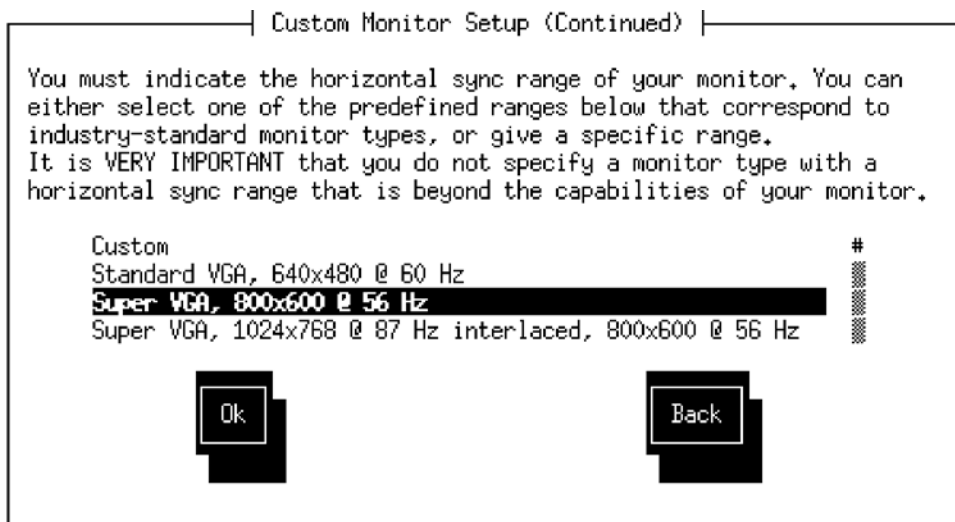 Custom Monitor Setup (Continued)
You must indicate the horizontal sync range of your monitor. You can
either select one of the predefined ranges below that correspond to
industry-standard monitor types, or give a specific range.
It is VERY IMPORTANT that you do not specify a monitor type with a
horizontal sync range that is beyond the capabilities of your monitor.
Custom #
Standard VGA, 640x480 @ 60 Hz
Super VGA, 800x600 @ 56 Hz
Super VGA, 1024x768 @ 87 Hz interlaced, 800x600 @ 56 Hz
Ok Back